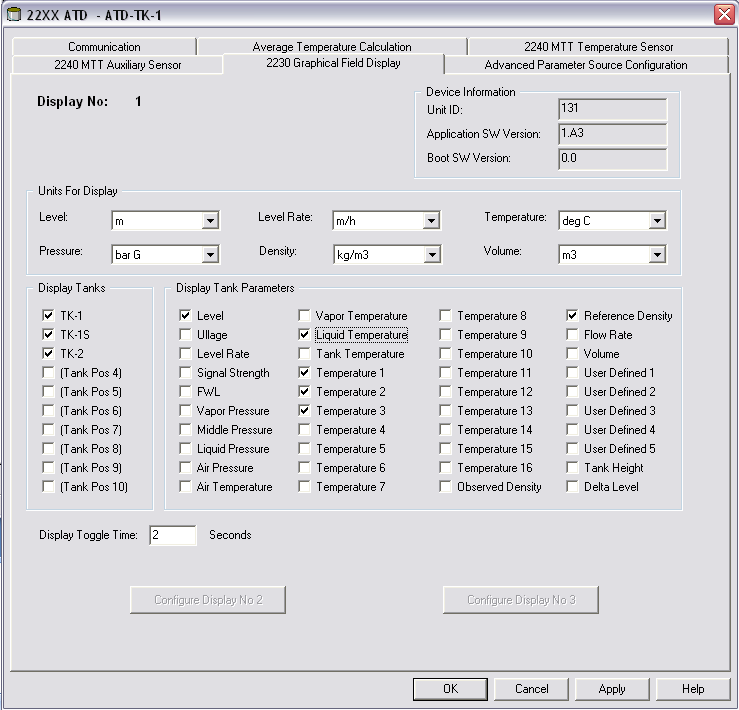 22XX ATD - ATD-TK-1
Communication Average Temperature Calculation 2240 MTT Temperature Sensor
2240 MTT Auxiliary Sensor 2230 Graphical Field Display Advanced Parameter Source Configuration
Display No: 1
Device Information
Unit ID: 131
Application SW Version: 1.A3
Boot SW Version: 0.0
Units For Display
Level: m Level Rate: m/h Temperature: deg C
Pressure: bar G Density: kg/m3 Volume: m3
Display Tanks Display Tank Parameters
TK-1 Level Vapor Temperature Temperature 8 Reference Density
TK-1S Ullage Liquid Temperature Temperature 9 Flow Rate
TK-2 Level Rate Tank Temperature Temperature 10 Volume
(Tank Pos 4) Signal Strength Temperature 1 Temperature 11 User Defined 1
(Tank Pos 5) FWL Temperature 2 Temperature 12 User Defined 2
(Tank Pos 6) Vapor Pressure Temperature 3 Temperature 13 User Defined 3
(Tank Pos 7) Middle Pressure Temperature 4 Temperature 14 User Defined 4
(Tank Pos 8) Liquid Pressure Temperature 5 Temperature 15 User Defined 5
(Tank Pos 9) Air Pressure Temperature 6 Temperature 16 Tank Height
(Tank Pos 10) Air Temperature Temperature 7 Observed Density Delta Level
Display Toggle Time: 2 Seconds
Configure Display No 2 Configure Display No 3
OK Cancel Apply Help